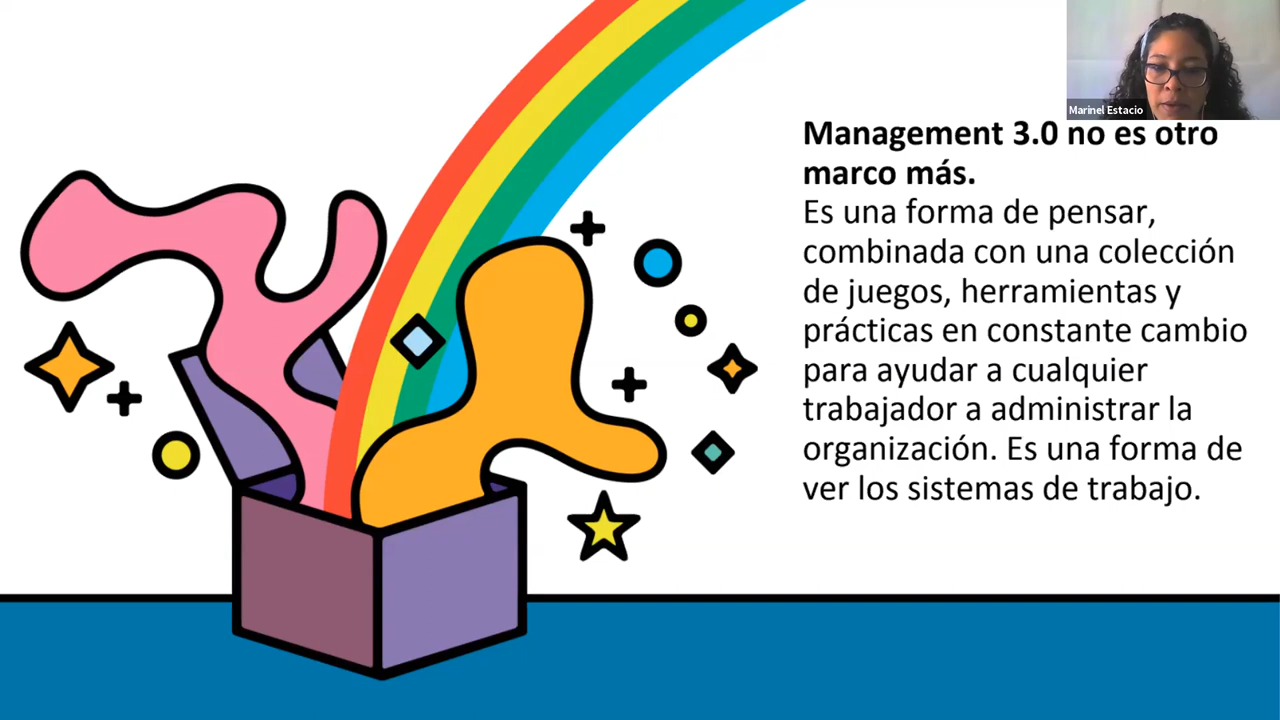 Marinel Estacio
Management 3.0 no es otro
marco más.
Es una forma de pensar,
combinada con una colección
de juegos, herramientas y
prácticas en constante cambio
para ayudar a cualquier
trabajador a administrar la
organización. Es una forma de
ver los sistemas de trabajo.